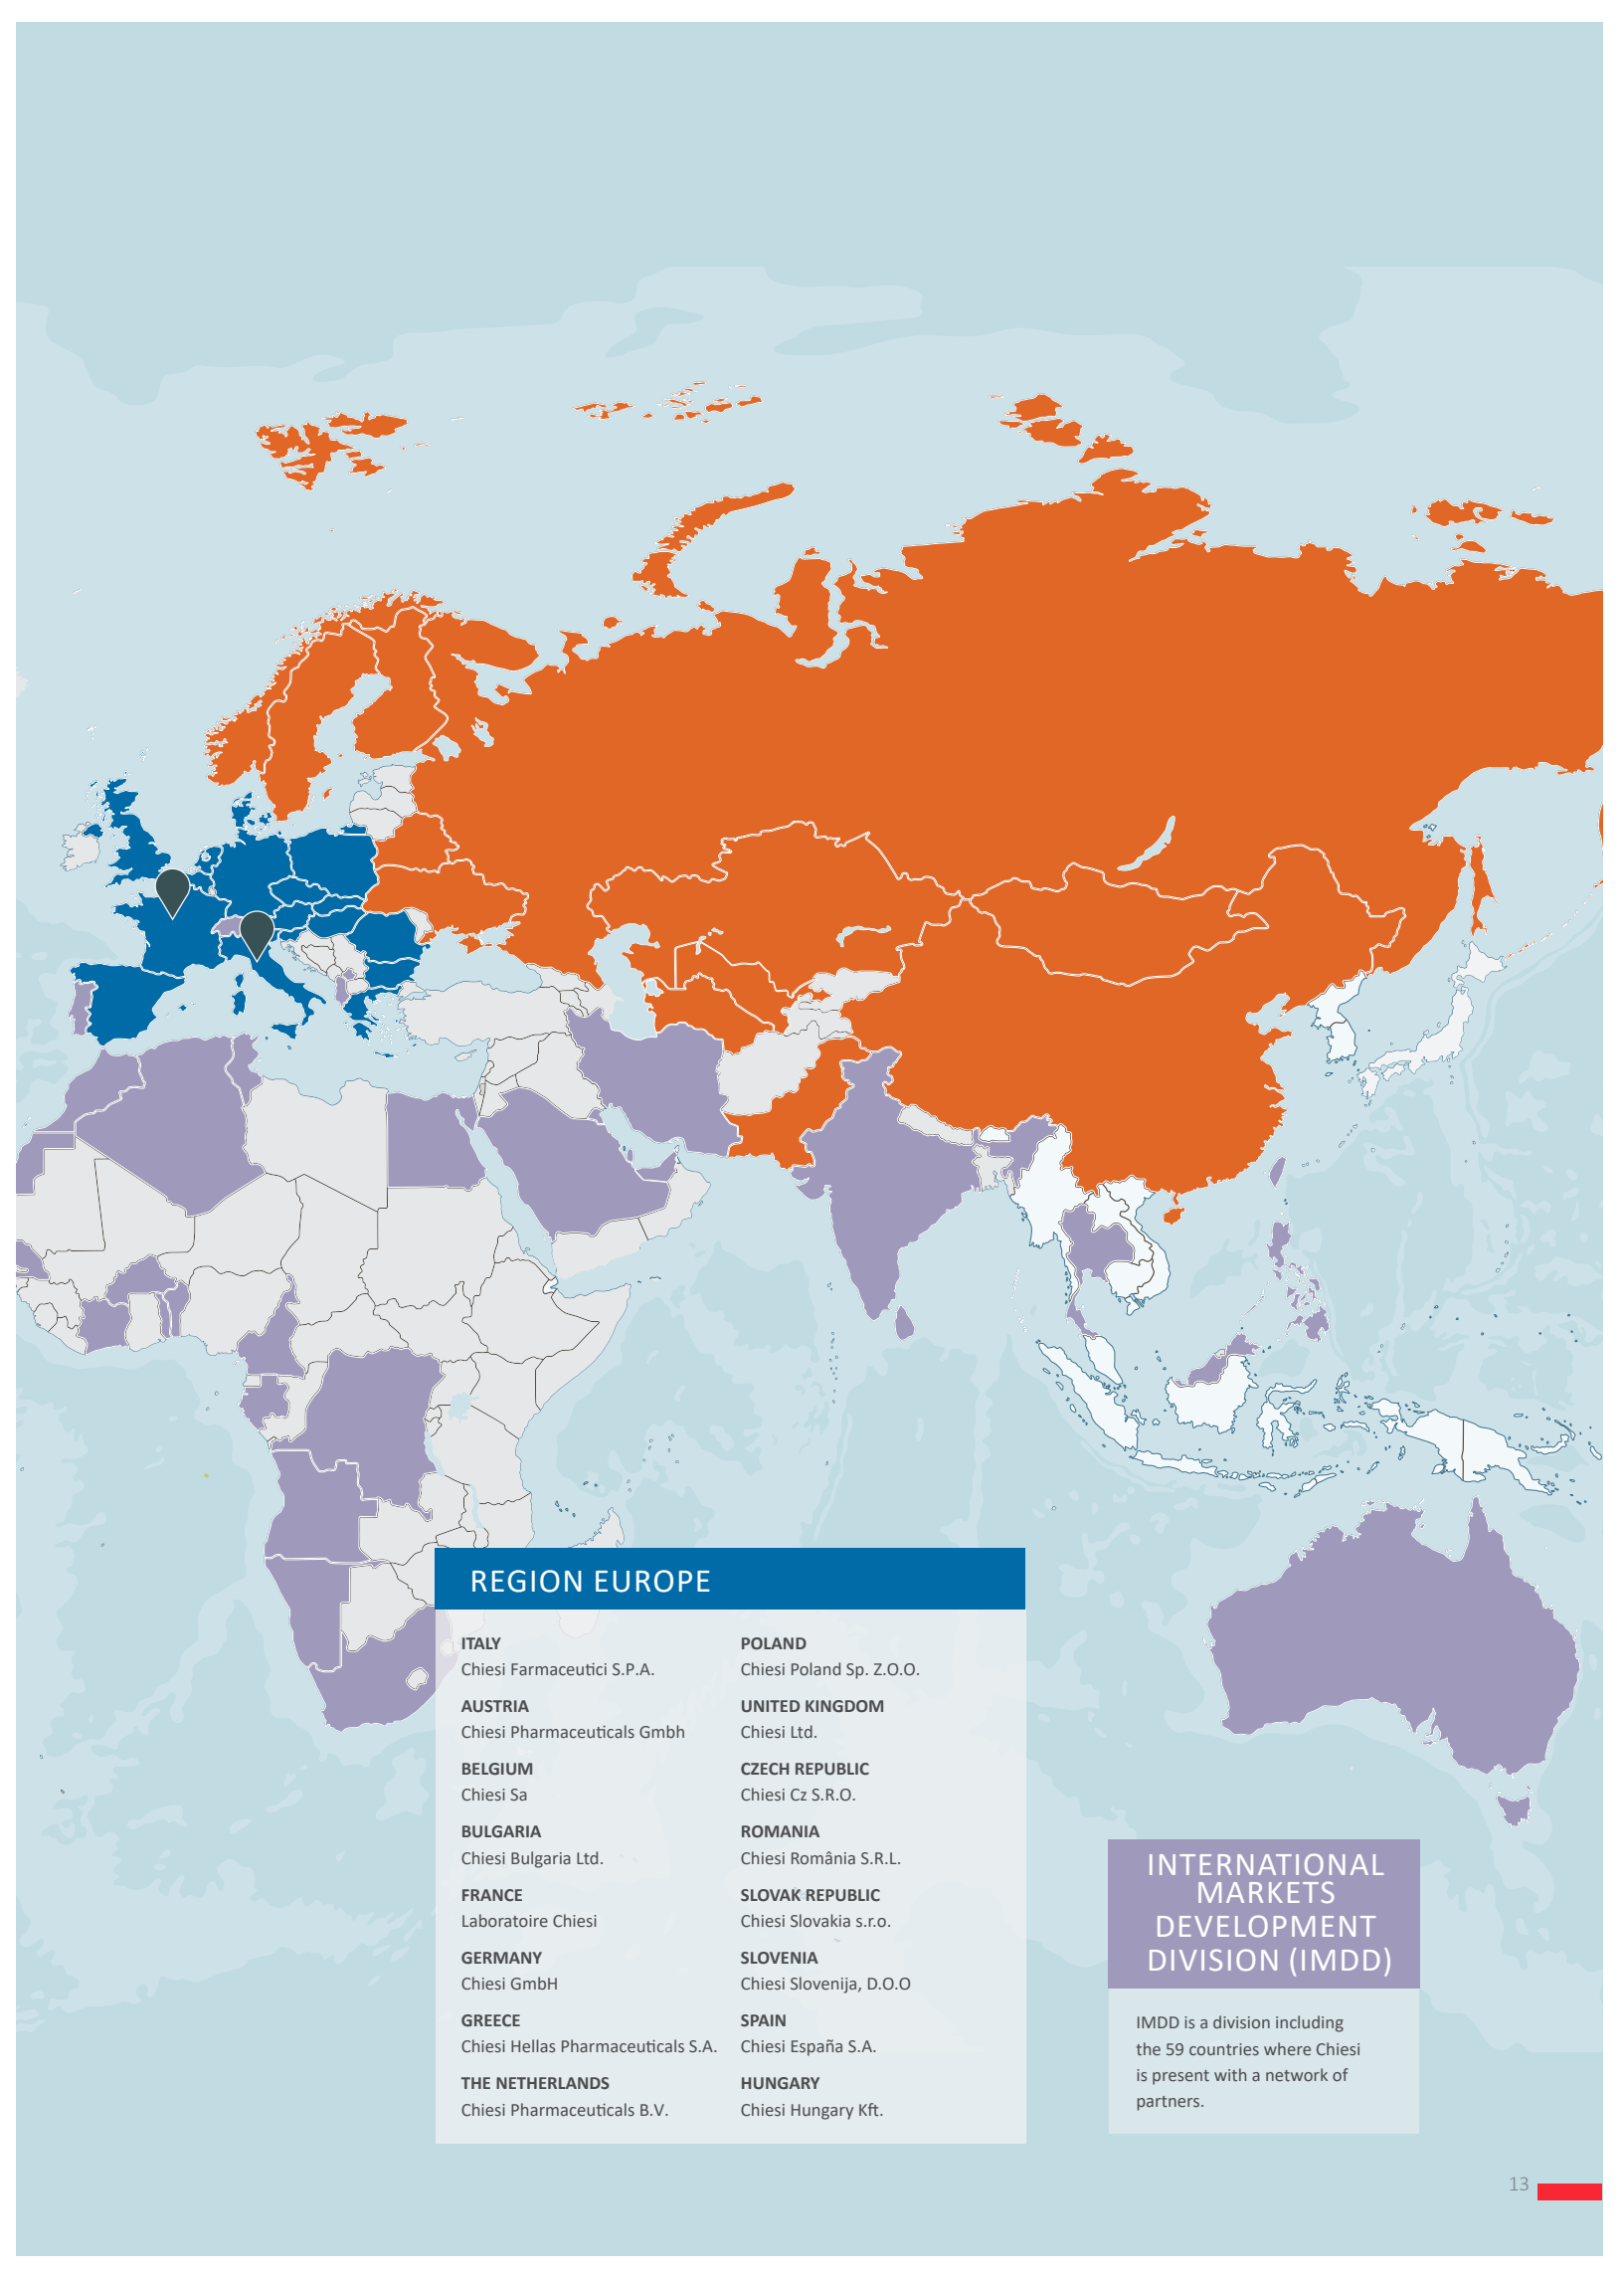 REGION EUROPE
ITALY
Chiesi Farmaceutici S.P.A.
AUSTRIA
Chiesi Pharmaceuticals Gmbh
BELGIUM
Chiesi Sa
BULGARIA
Chiesi Bulgaria Ltd.
FRANCE
Laboratoire Chiesi
GERMANY
Chiesi GmbH
GREECE
Chiesi Hellas Pharmaceuticals S.A.
THE NETHERLANDS
Chiesi Pharmaceuticals B.V.
POLAND
Chiesi Poland Sp. Z.O.O.
UNITED KINGDOM
Chiesi Ltd.
CZECH REPUBLIC
Chiesi Cz S.R.O.
ROMANIA
Chiesi România S.R.L.
SLOVAK REPUBLIC
Chiesi Slovakia s.r.o.
SLOVENIA
Chiesi Slovenija, D.O.O
SPAIN
Chiesi España S.A.
HUNGARY
Chiesi Hungary Kft.
INTERNATIONAL
MARKETS
DEVELOPMENT
DIVISION (IMDD)
IMDD is a division including
the 59 countries where Chiesi
is present with a network of
partners.
13